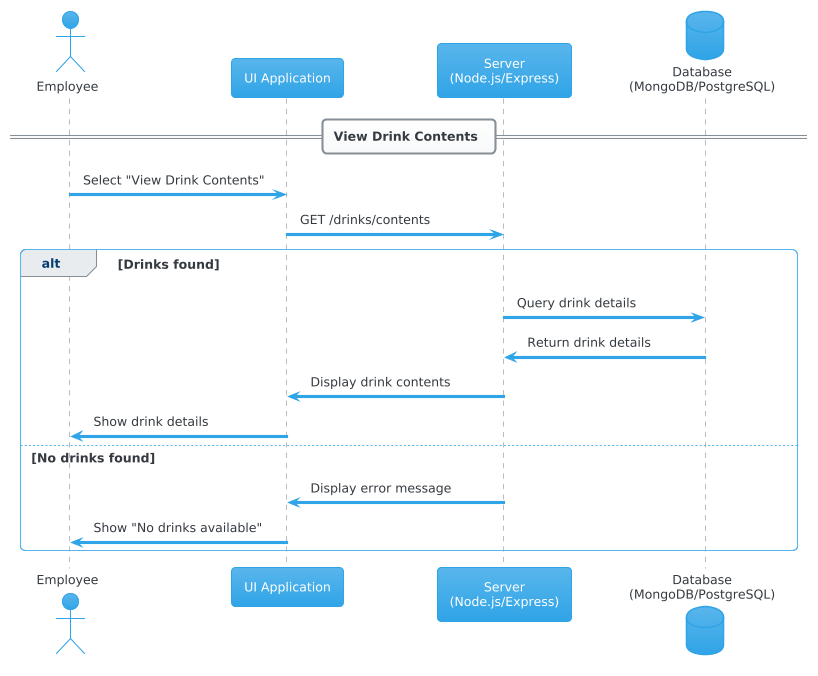 Employee
UI Application
Server
(Node.js/Express)
Database
(MongoDB/PostgreSQL)
View Drink Contents
Select "View Drink Contents"
GET /drinks/contents
alt
[Drinks found]
Query drink details
Return drink details
Display drink contents
Show drink details
[No drinks found]
Display error message
Show "No drinks available"
Employee
UI Application
Server
(Node.js/Express)
Database
(MongoDB/PostgreSQL)